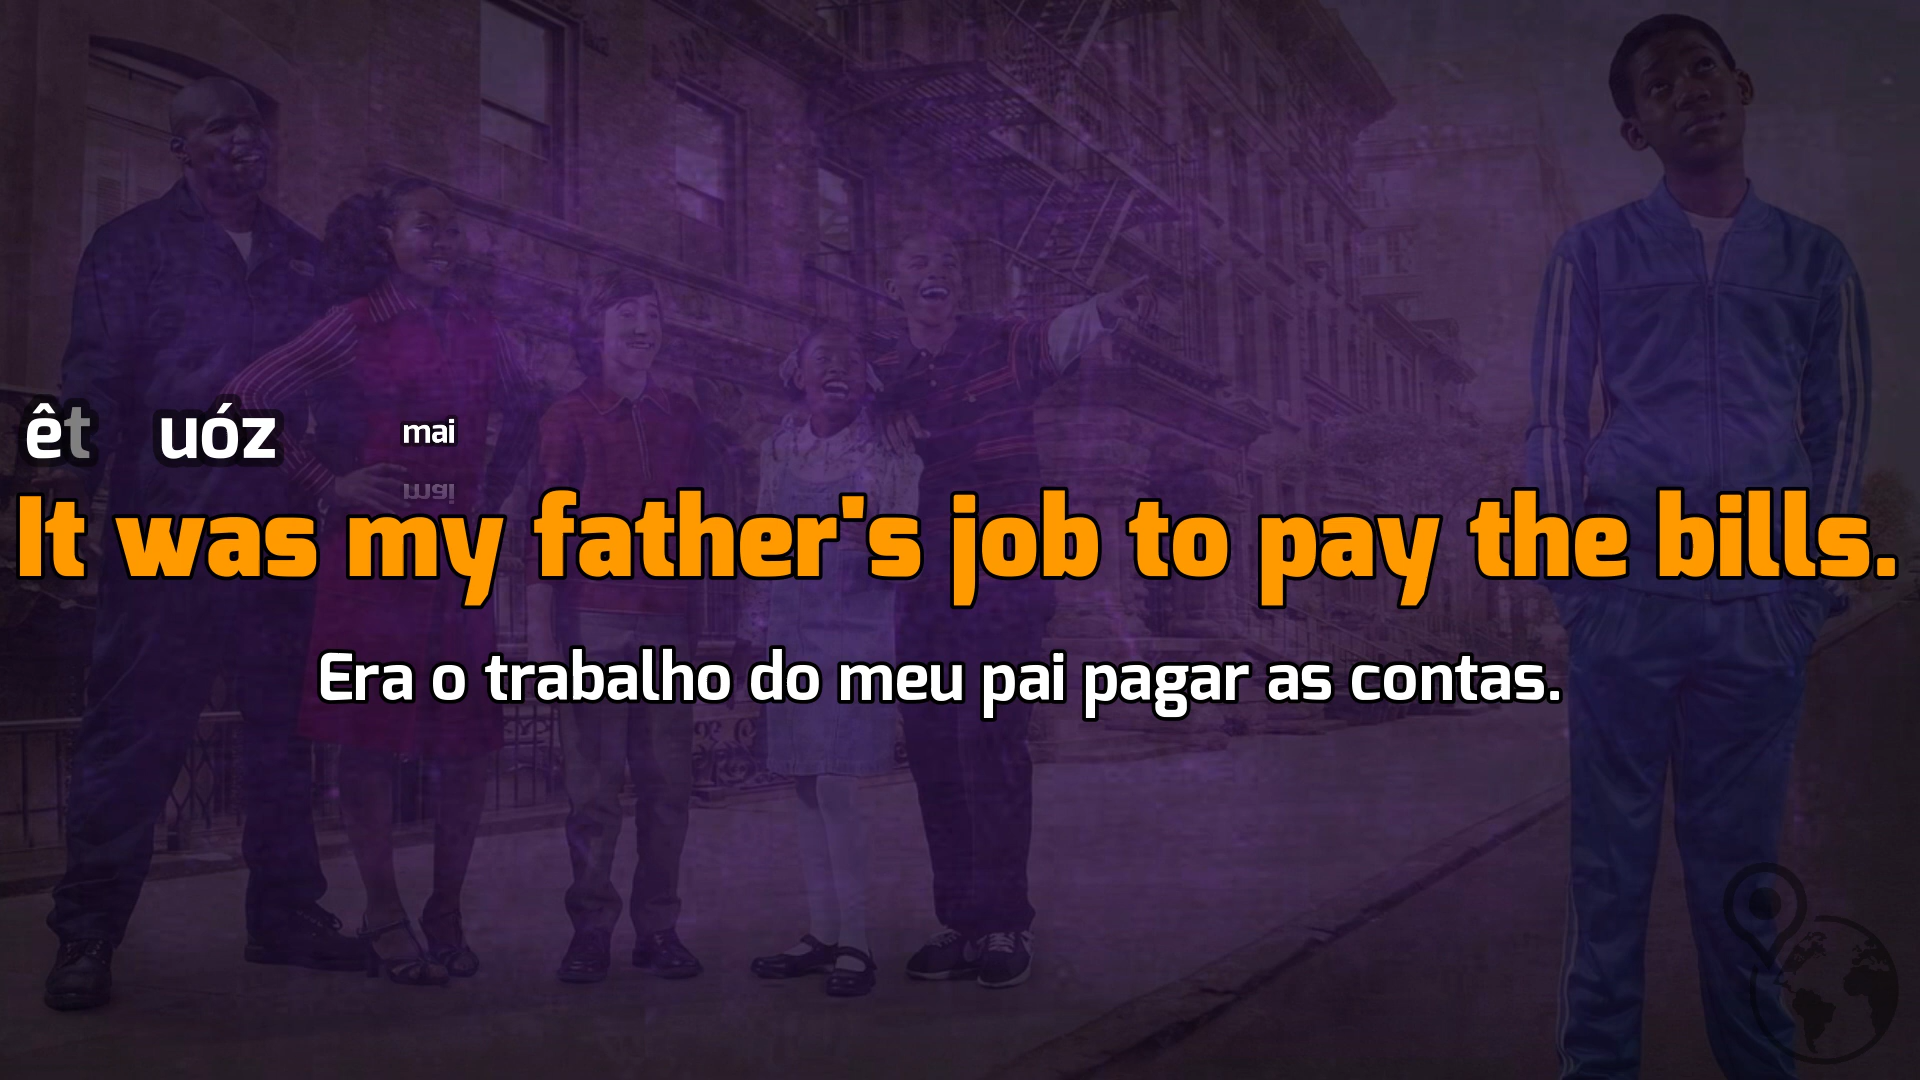 êt uóz mai
It was my father's job to pay the bills.
Era o trabalho do meu pai pagar as contas.